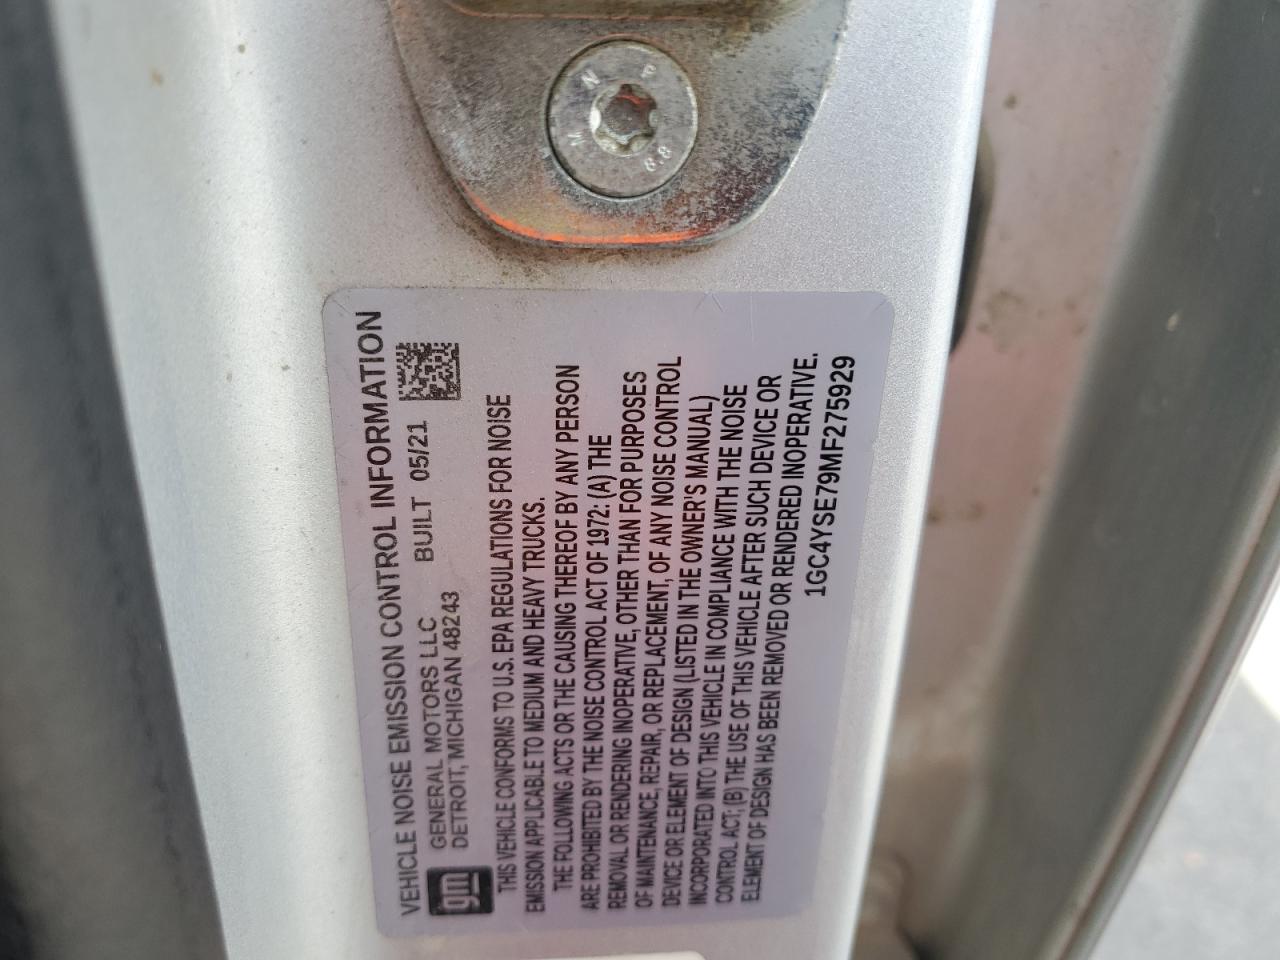 VEHICLE NOISE EMISSION CONTROL INFORMATION
gm
GENERAL MOTORS LLC BUILT 05/21
DETROIT, MICHIGAN 48243
THIS VEHICLE CONFORMS TO U.S. EPA REGULATIONS FOR NOISE
EMISSION APPLICABLE TO MEDIUM AND HEAVY TRUCKS.
THE FOLLOWING ACTS OR THE CAUSING THEREOF BY ANY PERSON
ARE PROHIBITED BY THE NOISE CONTROL ACT OF 1972: (A) THE
REMOVAL OR RENDERING INOPERATIVE, OTHER THAN FOR PURPOSES
OF MAINTENANCE, REPAIR, OR REPLACEMENT, OF ANY NOISE CONTROL
DEVICE OR ELEMENT OF DESIGN (LISTED IN THE OWNER'S MANUAL)
INCORPORATED INTO THIS VEHICLE IN COMPLIANCE WITH THE NOISE
CONTROL ACT; (B) THE USE OF THIS VEHICLE AFTER SUCH DEVICE OR
ELEMENT OF DESIGN HAS BEEN REMOVED OR RENDERED INOPERATIVE.
1GC4YSE79MF275929
8.8